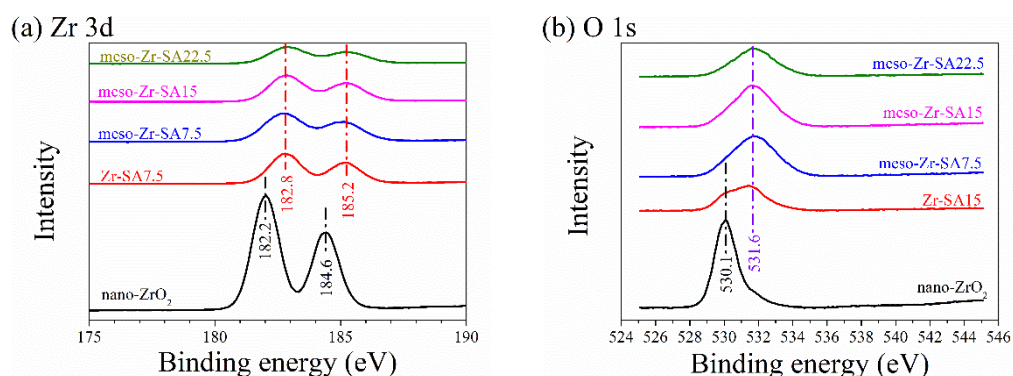 (a) Zr 3d
meso-Zr-SA22.5
meso-Zr-SA15
meso-Zr-SA7.5
Zr-SA7.5
182.8
185.2
182.2
184.6
nano-ZrO₂
Intensity
175 180 185 190
Binding energy (eV)
(b) O 1s
meso-Zr-SA22.5
meso-Zr-SA15
meso-Zr-SA7.5
Zr-SA15
530.1
531.6
nano-ZrO₂
Intensity
524 526 528 530 532 534 536 538 540 542 544 546
Binding energy (eV)